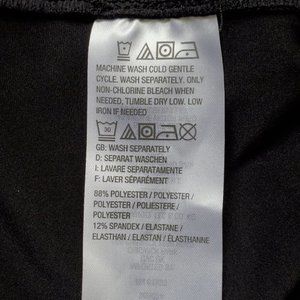 MACHINE WASH COLD GENTLE
CYCLE. WASH SEPARATELY. ONLY
NON-CHLORINE BLEACH WHEN
NEEDED, TUMBLE DRY LOW. LOW
IRON IF NEEDED
30
GB: WASH SEPARATELY
D: SEPARAT WASCHEN
I: LAVARE SEPARATAMENTE
F: LAVER SÉPARÉMENT
88% POLYESTER / POLYESTER /
POLYESTER / POLIESTERE /
POLYESTER
12% SPANDEX / ELASTANE /
ELASTHAN / ELASTAN / ÉLASTHANNE